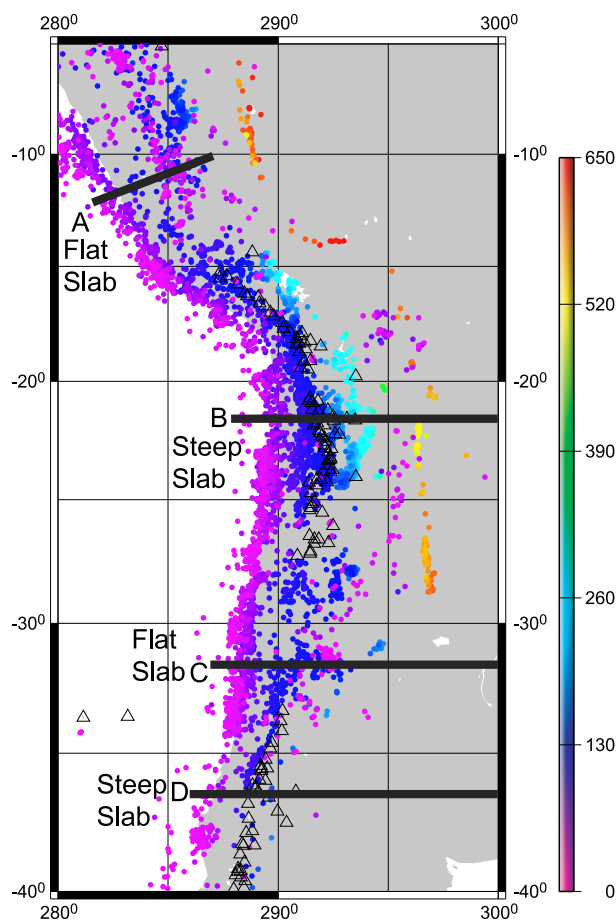 280⁰ 290⁰ 300⁰
-10⁰ -10⁰
650
A
Flat
Slab
520
-20⁰ -20⁰
B
Steep
Slab
390
260
-30⁰ -30⁰
Flat
Slab C
130
Steep D
Slab
-40⁰ -40⁰
0
280⁰ 290⁰ 300⁰